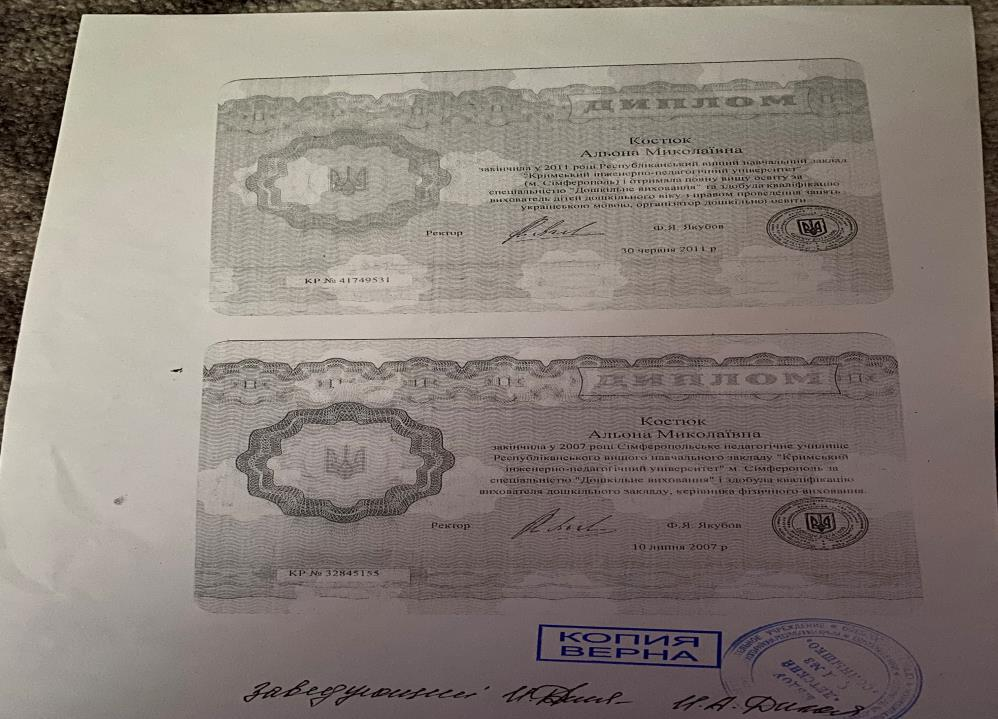 ДИПЛОМ
Костюк
Альона Миколаївна
закінчила у 2011 році Республіканський вищий навчальний заклад
"Кримський інженерно-педагогічний університет"
(м. Сімферополь) і отримала повну вищу освіту за
спеціальністю "Дошкільне виховання" та здобула кваліфікацію
вихователь дітей дошкільного віку з правом проведення занять
українською мовою, організатор дошкільної освіти
Ректор Ф.Я. Якубов
30 червня 2011 р
КР № 41749531
ДИПЛОМ
Костюк
Альона Миколаївна
закінчила у 2007 році Сімферопольське педагогічне училище
Республіканського вищого навчального закладу "Кримський
інженерно-педагогічний університет" м. Сімферополь за
спеціальністю "Дошкільне виховання" і здобула кваліфікацію
вихователя дошкільного закладу, керівника фізичного виховання.
Ректор Ф.Я. Якубов
10 липня 2007 р
КР № 32845155
КОПИЯ
ВЕРНА
УЧРЕЖДЕНИЕ
ДЕТСКИЙ
Заведующий И.А.